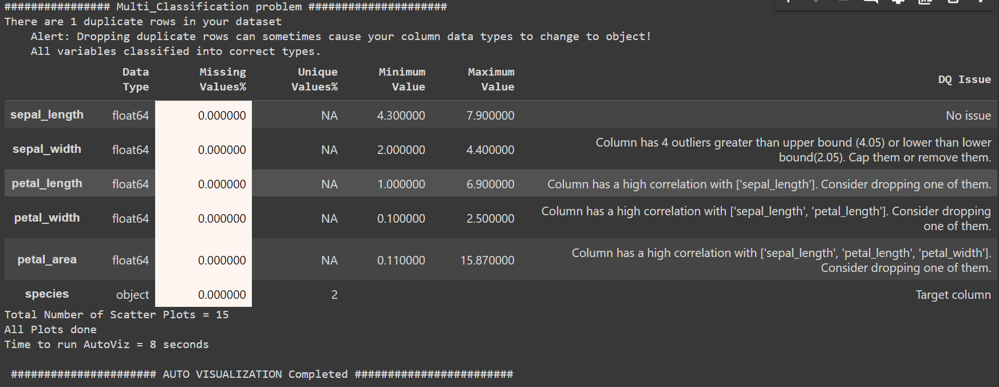 ################ Multi_Classification problem #####################
There are 1 duplicate rows in your dataset
    Alert: Dropping duplicate rows can sometimes cause your column data types to change to object!
    All variables classified into correct types.
Data Type Missing Values% Unique Values% Minimum Value Maximum Value DQ Issue
sepal_length float64 0.000000 NA 4.300000 7.900000 No issue
sepal_width float64 0.000000 NA 2.000000 4.400000 Column has 4 outliers greater than upper bound (4.05) or lower than lower bound(2.05). Cap them or remove them.
petal_length float64 0.000000 NA 1.000000 6.900000 Column has a high correlation with ['sepal_length']. Consider dropping one of them.
petal_width float64 0.000000 NA 0.100000 2.500000 Column has a high correlation with ['sepal_length', 'petal_length']. Consider dropping one of them.
petal_area float64 0.000000 NA 0.110000 15.870000 Column has a high correlation with ['sepal_length', 'petal_length', 'petal_width']. Consider dropping one of them.
species object 0.000000 2 Target column
Total Number of Scatter Plots = 15
All Plots done
Time to run AutoViz = 8 seconds
###################### AUTO VISUALIZATION Completed ########################